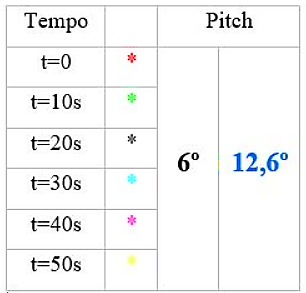 Tempo Pitch
t=0 *
t=10s *
t=20s *
t=30s * 6º 12,6º
t=40s *
t=50s *